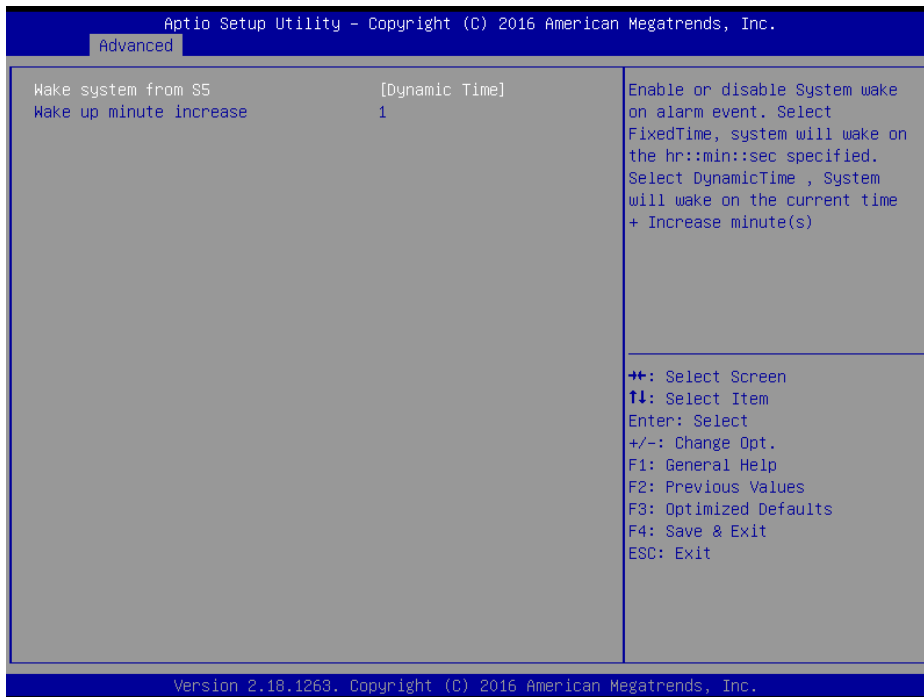 Aptio Setup Utility – Copyright (C) 2016 American Megatrends, Inc.
Advanced
Wake system from S5 [Dynamic Time]
Wake up minute increase 1
Enable or disable System wake
on alarm event. Select
FixedTime, system will wake on
the hr::min::sec specified.
Select DynamicTime , System
will wake on the current time
+ Increase minute(s)
→←: Select Screen
↑↓: Select Item
Enter: Select
+/-: Change Opt.
F1: General Help
F2: Previous Values
F3: Optimized Defaults
F4: Save & Exit
ESC: Exit
Version 2.18.1263. Copyright (C) 2016 American Megatrends, Inc.